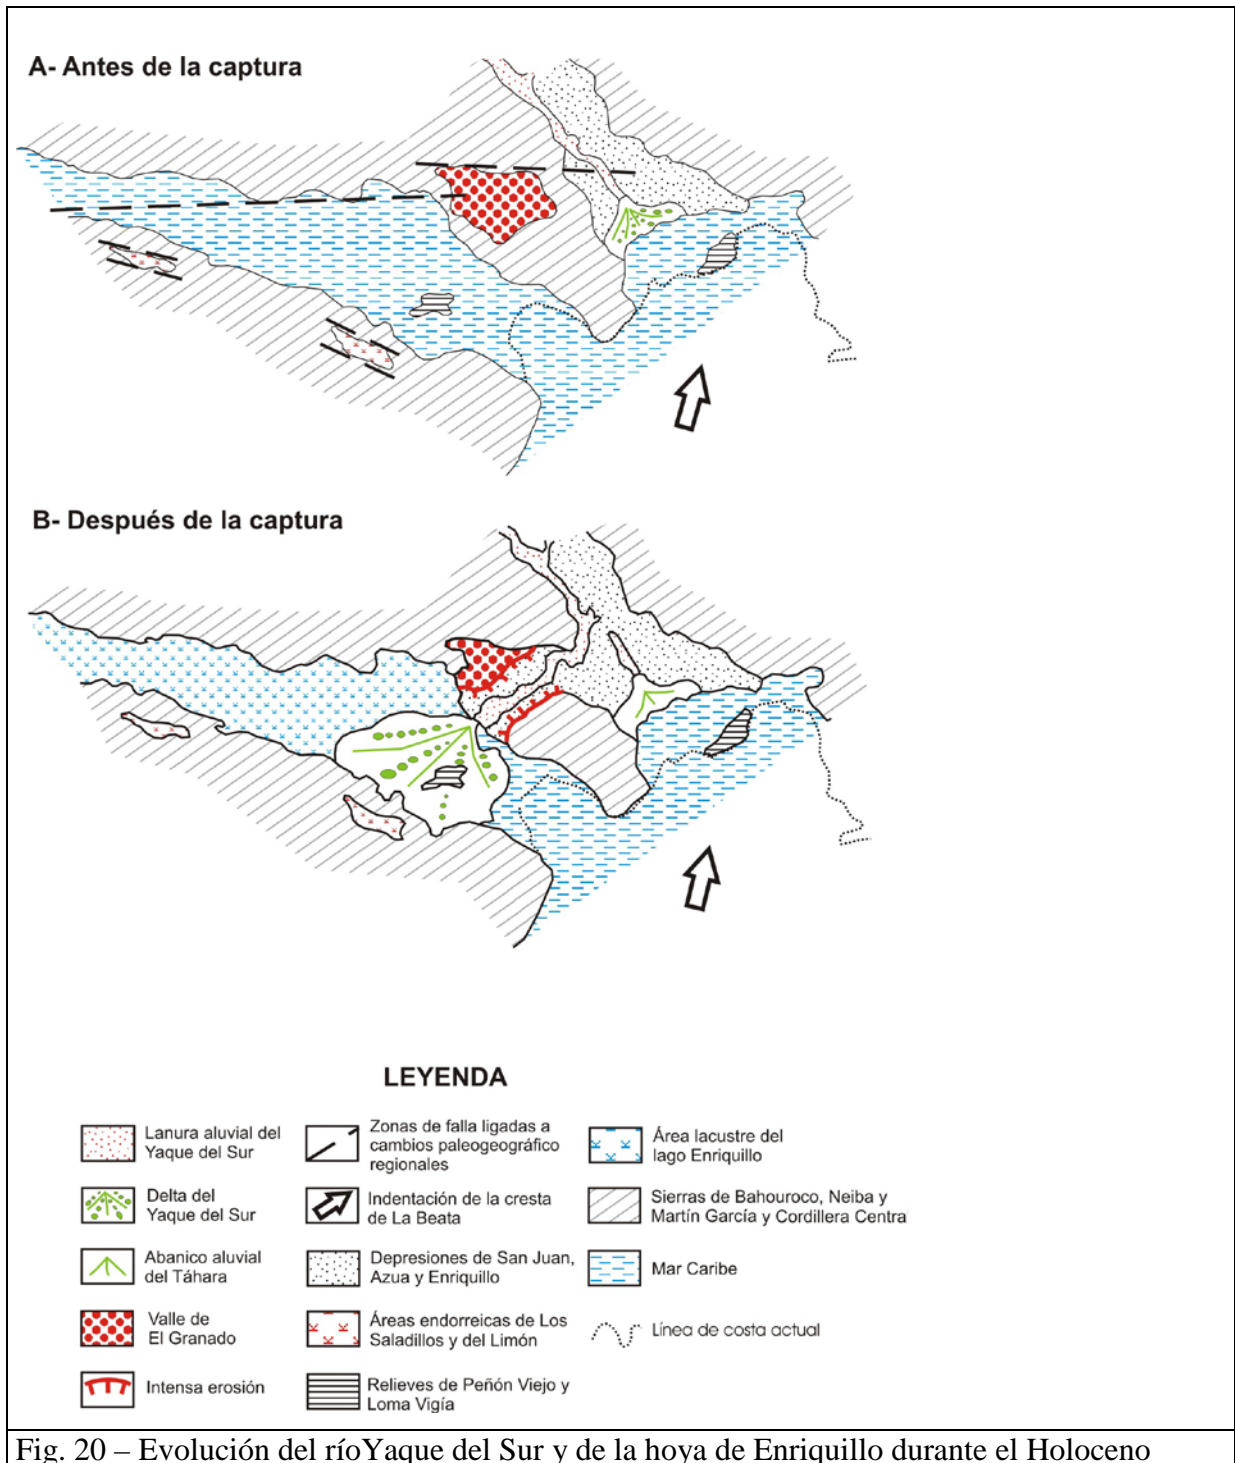 A- Antes de la captura
B- Después de la captura
LEYENDA
Lanura aluvial del
Yaque del Sur
Delta del
Yaque del Sur
Abanico aluvial
del Táhara
Valle de
El Granado
Intensa erosión
Zonas de falla ligadas a
cambios paleogeográfico
regionales
Indentación de la cresta
de La Beata
Depresiones de San Juan,
Azua y Enriquillo
Áreas endorreicas de Los
Saladillos y del Limón
Relieves de Peñón Viejo y
Loma Vigía
Área lacustre del
lago Enriquillo
Sierras de Bahouroco, Neiba y
Martín García y Cordillera Centra
Mar Caribe
Línea de costa actual
Fig. 20 – Evolución del ríoYaque del Sur y de la hoya de Enriquillo durante el Holoceno